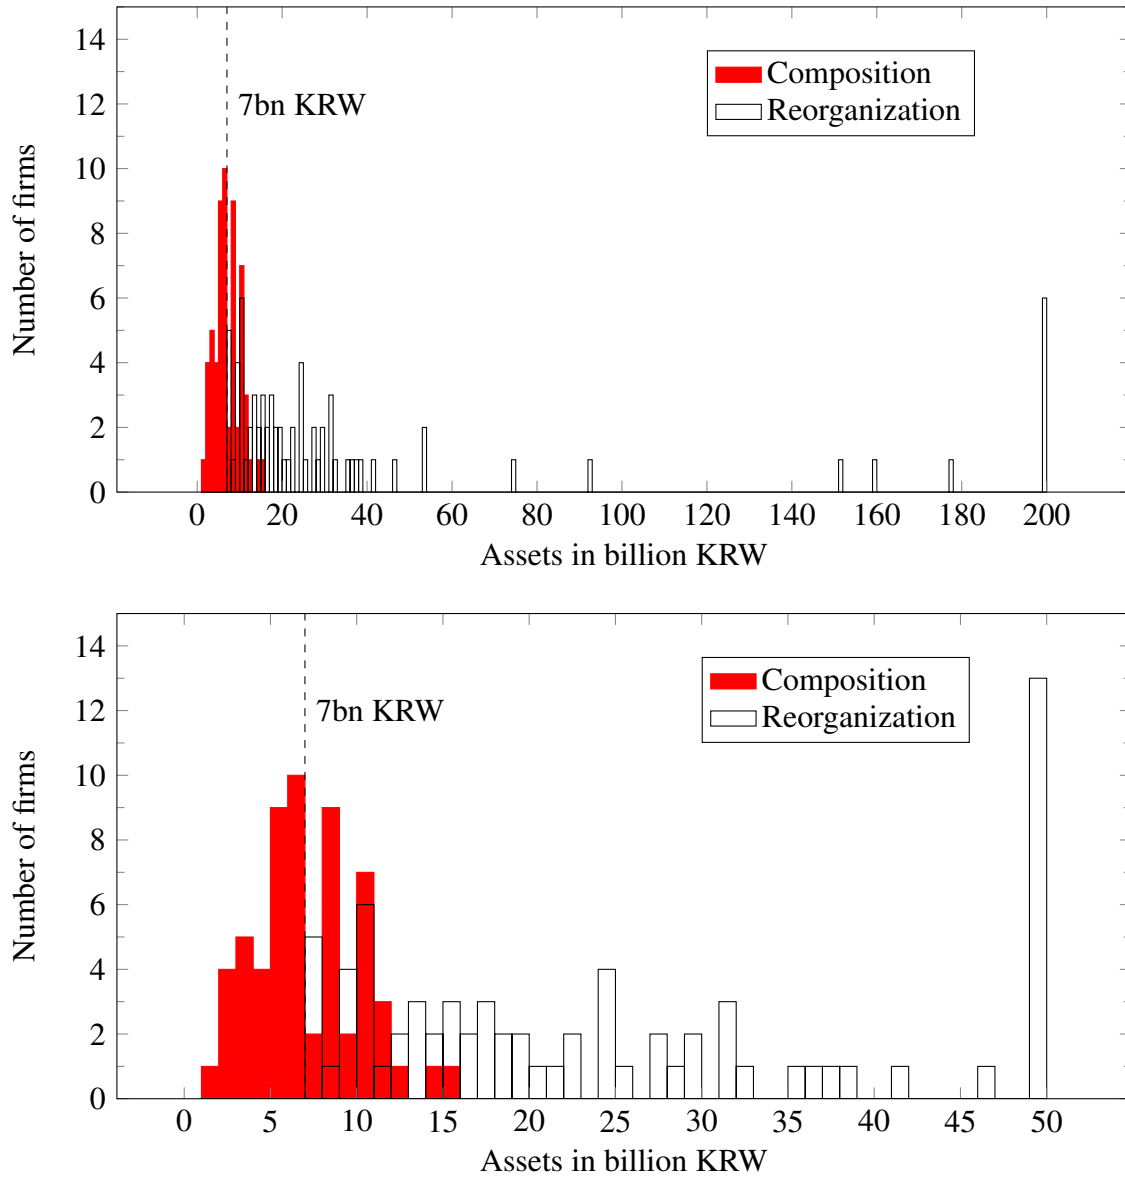 14
12
10
8
6
4
2
0
Number of firms
7bn KRW
Composition
Reorganization
0 20 40 60 80 100 120 140 160 180 200
Assets in billion KRW
14
12
10
8
6
4
2
0
Number of firms
7bn KRW
Composition
Reorganization
0 5 10 15 20 25 30 35 40 45 50
Assets in billion KRW